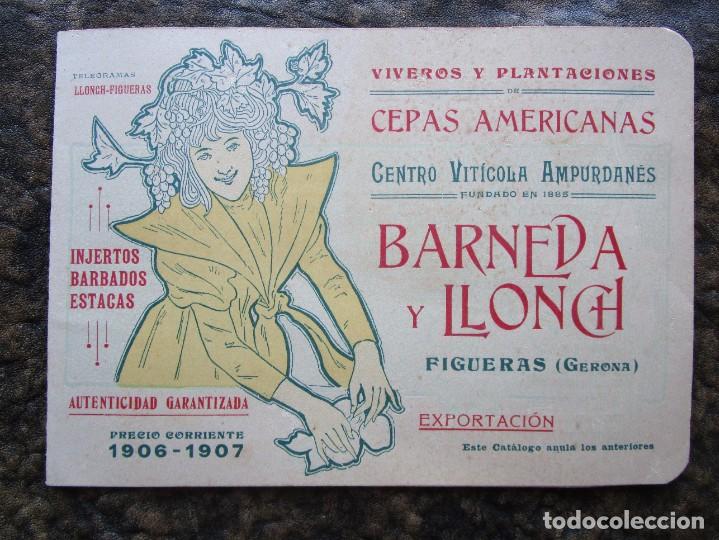 TELEGRAMAS
LLONCH-FIGUERAS
INJERTOS
BARBADOS
ESTACAS
AUTENTICIDAD GARANTIZADA
PRECIO CORRIENTE
1906-1907
VIVEROS Y PLANTACIONES
DE
CEPAS AMERICANAS
CENTRO VITÍCOLA AMPURDANÉS
FUNDADO EN 1885
BARNEDA
Y LLONCH
FIGUERAS (GERONA)
EXPORTACIÓN
Este Catálogo anula los anteriores
todocoleccion.net